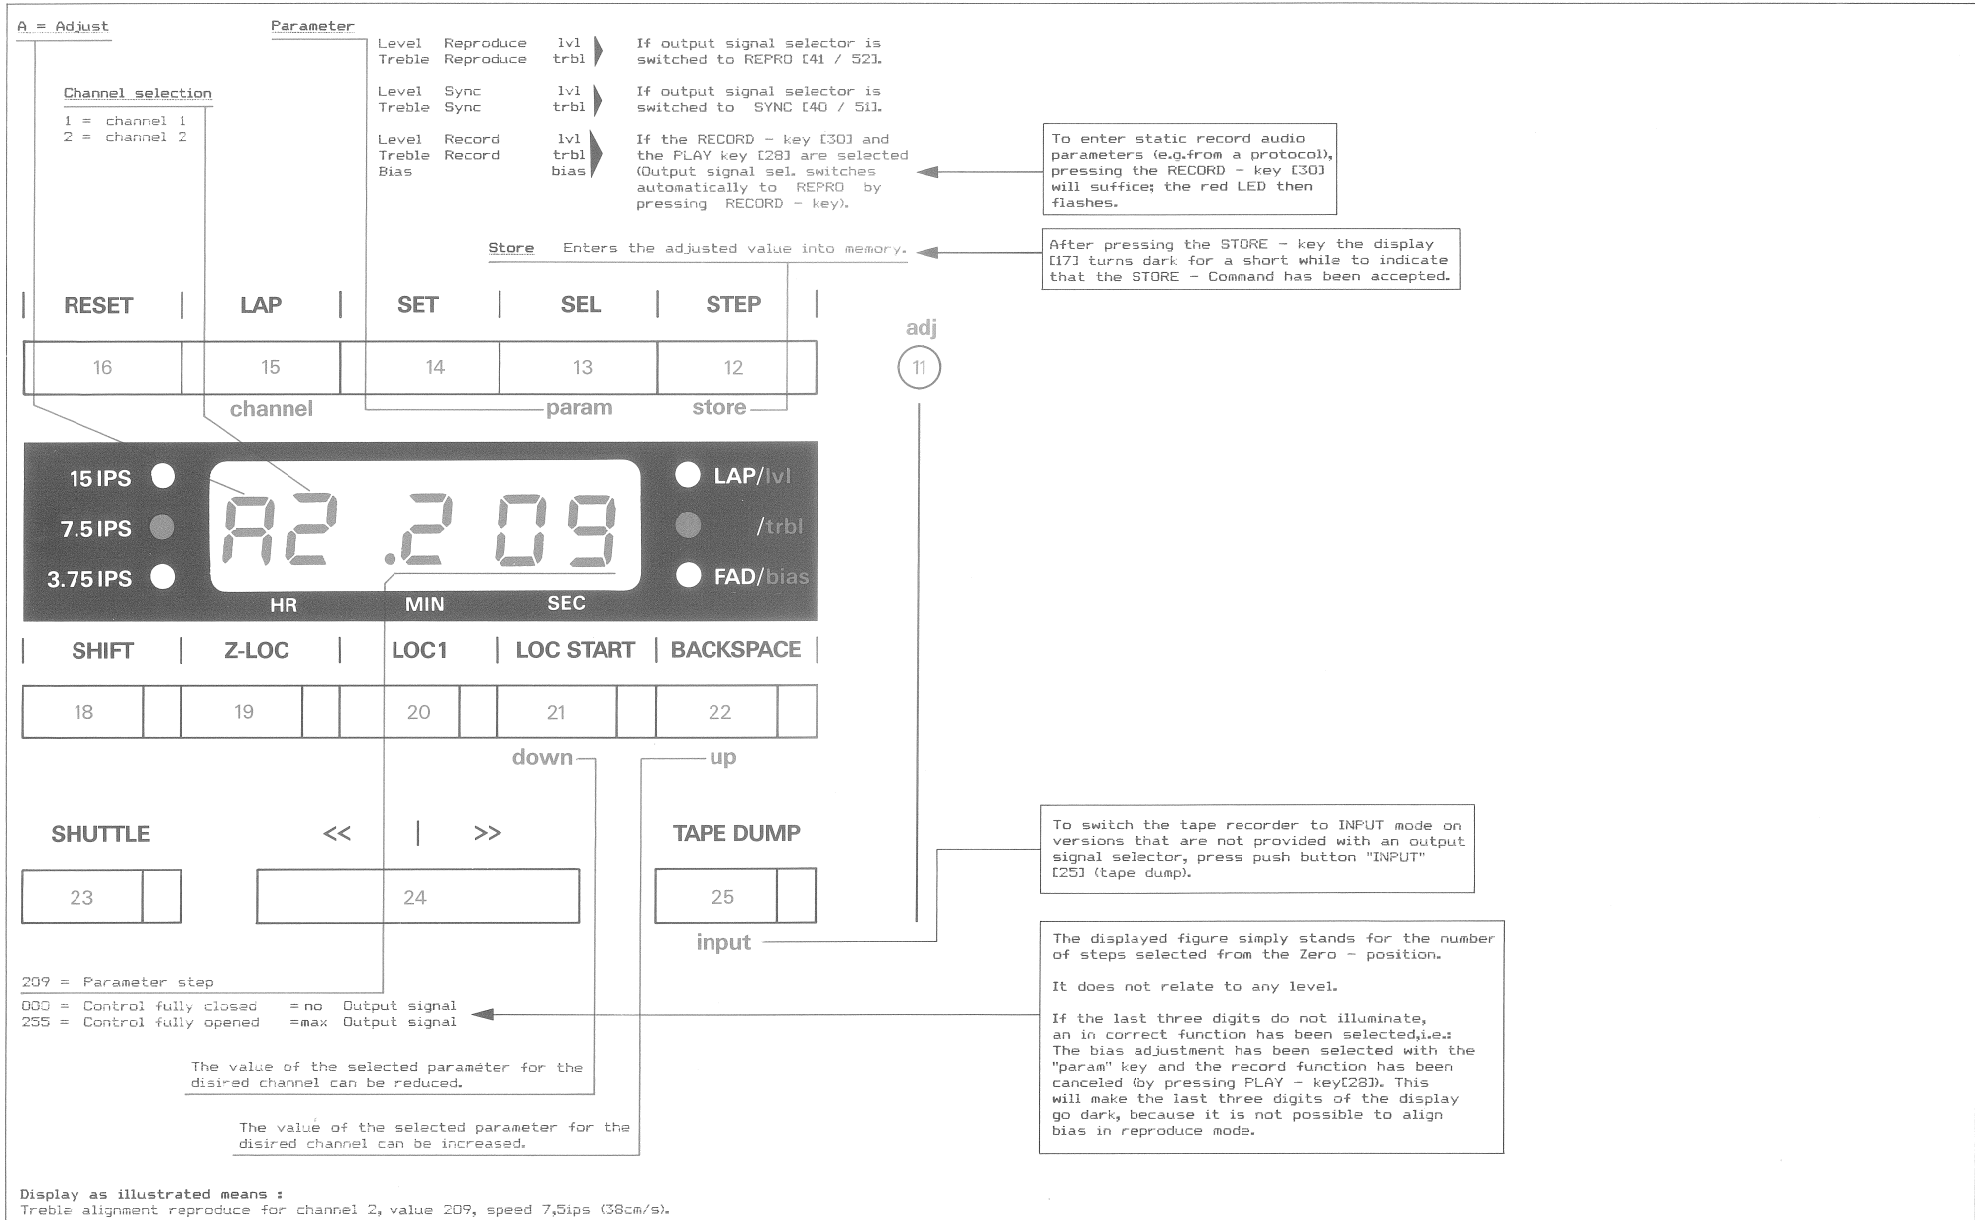 A = Adjust
Parameter
Level Reproduce lvl
Treble Reproduce trbl
If output signal selector is
switched to REPRO [41 / 52].
Channel selection
1 = channel 1
2 = channel 2
Level Sync lvl
Treble Sync trbl
If output signal selector is
switched to SYNC [40 / 51].
Level Record lvl
Treble Record trbl
Bias bias
If the RECORD - key [30] and
the PLAY key [28] are selected
(Output signal sel. switches
automatically to REPRO by
pressing RECORD - key).
To enter static record audio
parameters (e.g.from a protocol),
pressing the RECORD - key [30]
will suffice; the red LED then
flashes.
Store Enters the adjusted value into memory.
After pressing the STORE - key the display
[17] turns dark for a short while to indicate
that the STORE - Command has been accepted.
RESET | LAP | SET | SEL | STEP
adj
16 15 14 13 12 11
channel param store
15 IPS
7.5 IPS
3.75 IPS
A2 .2 09
HR MIN SEC
LAP/lvl
/trbl
FAD/bias
SHIFT | Z-LOC | LOC1 | LOC START | BACKSPACE
18 19 20 21 22
down up
SHUTTLE << | >> TAPE DUMP
23 24 25
input
To switch the tape recorder to INPUT mode on
versions that are not provided with an output
signal selector, press push button "INPUT"
[25] (tape dump).
209 = Parameter step
000 = Control fully closed =no Output signal
255 = Control fully opened =max Output signal
The displayed figure simply stands for the number
of steps selected from the Zero - position.
It does not relate to any level.
If the last three digits do not illuminate,
an in correct function has been selected,i.e.:
The bias adjustment has been selected with the
"param" key and the record function has been
canceled (by pressing PLAY - key[28]). This
will make the last three digits of the display
go dark, because it is not possible to align
bias in reproduce mode.
The value of the selected parameter for the
disired channel can be reduced.
The value of the selected parameter for the
disired channel can be increased.
Display as illustrated means :
Treble alignment reproduce for channel 2, value 209, speed 7,5ips (38cm/s).